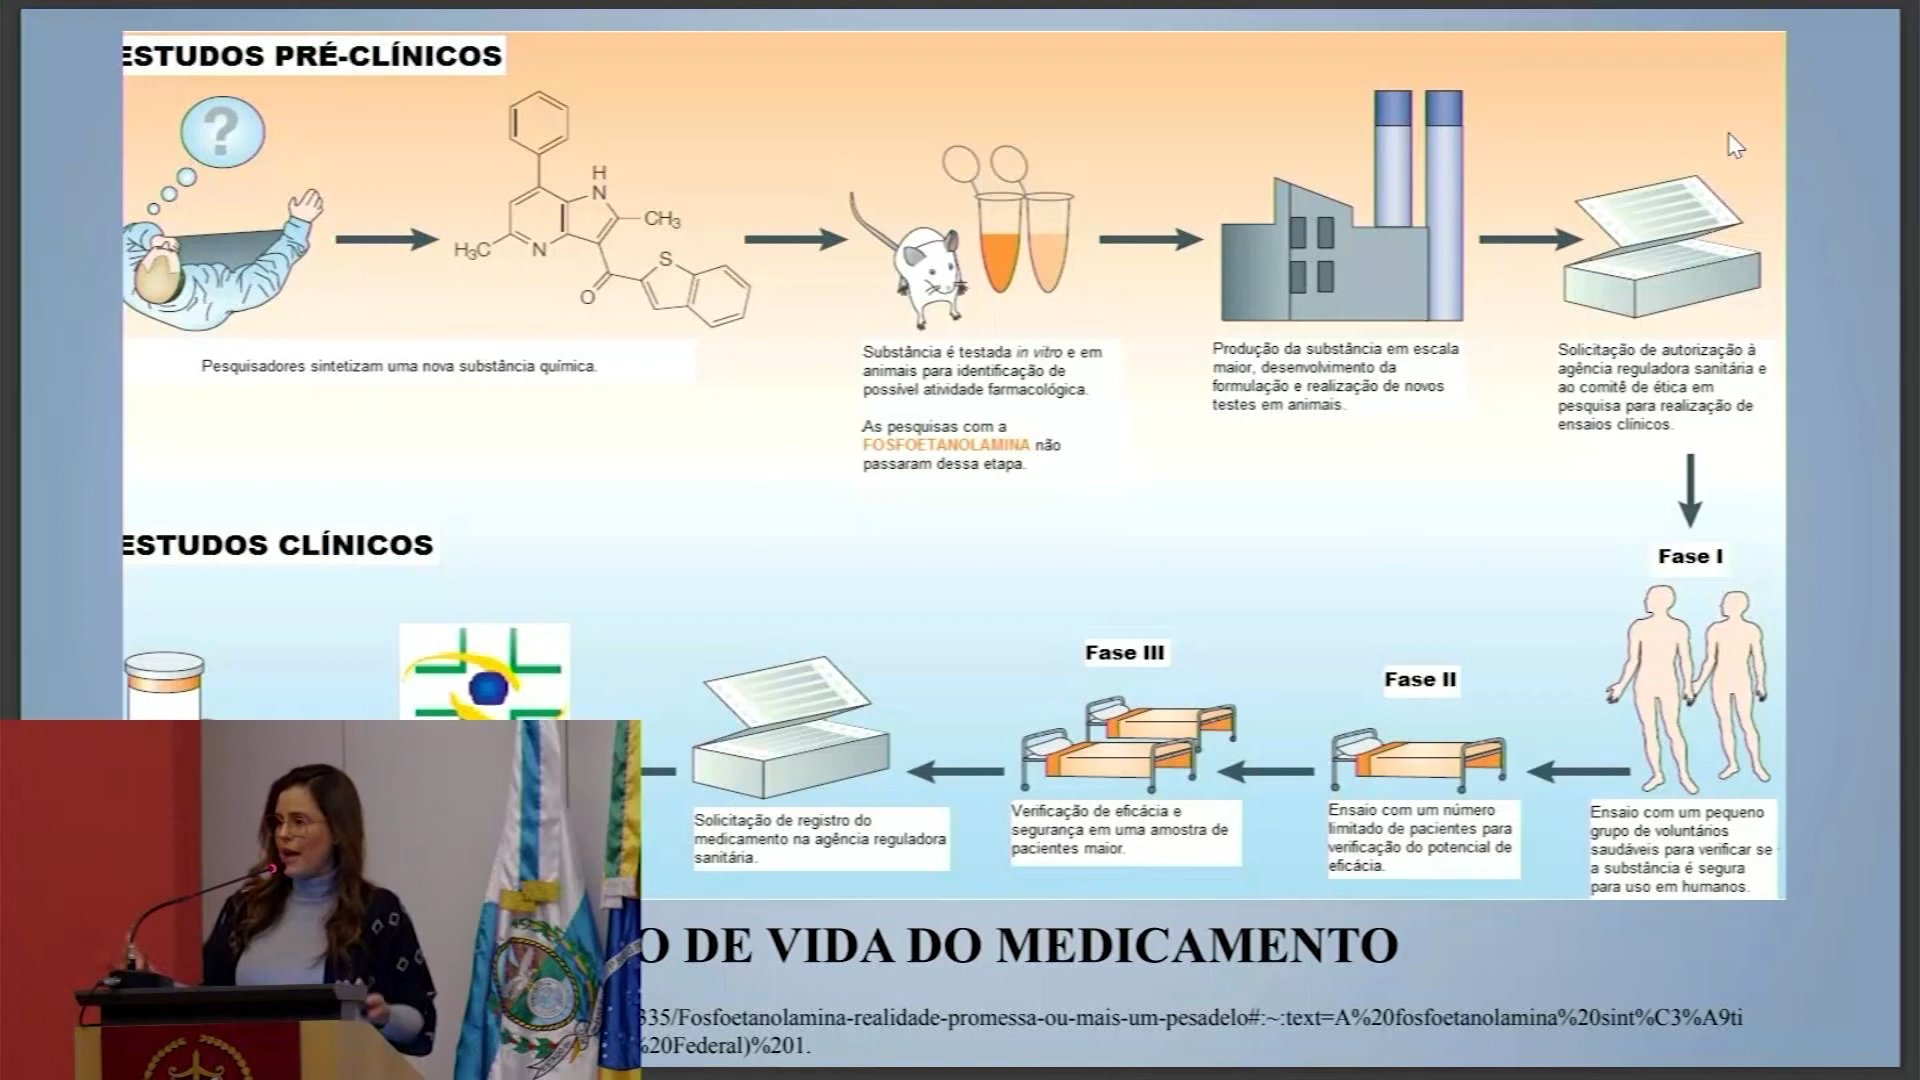 ESTUDOS PRÉ-CLÍNICOS
?
H
N
CH₃
H₃C
N
S
O
Pesquisadores sintetizam uma nova substância química.
Substância é testada in vitro e em
animais para identificação de
possível atividade farmacológica.
As pesquisas com a
FOSFOETANOLAMINA não
passaram dessa etapa.
Produção da substância em escala
maior, desenvolvimento da
formulação e realização de novos
testes em animais.
Solicitação de autorização à
agência reguladora sanitária e
ao comitê de ética em
pesquisa para realização de
ensaios clínicos.
ESTUDOS CLÍNICOS
Fase I
Fase III
Fase II
Solicitação de registro do
medicamento na agência reguladora
sanitária.
Verificação de eficácia e
segurança em uma amostra de
pacientes maior.
Ensaio com um número
limitado de pacientes para
verificação do potencial de
eficácia.
Ensaio com um pequeno
grupo de voluntários
saudáveis para verificar se
a substância é segura
para uso em humanos.
O DE VIDA DO MEDICAMENTO
335/Fosfoetanolamina-realidade-promessa-ou-mais-um-pesadelo#:~:text=A%20fosfoetanolamina%20sint%C3%A9ti
%20Federal)%201.